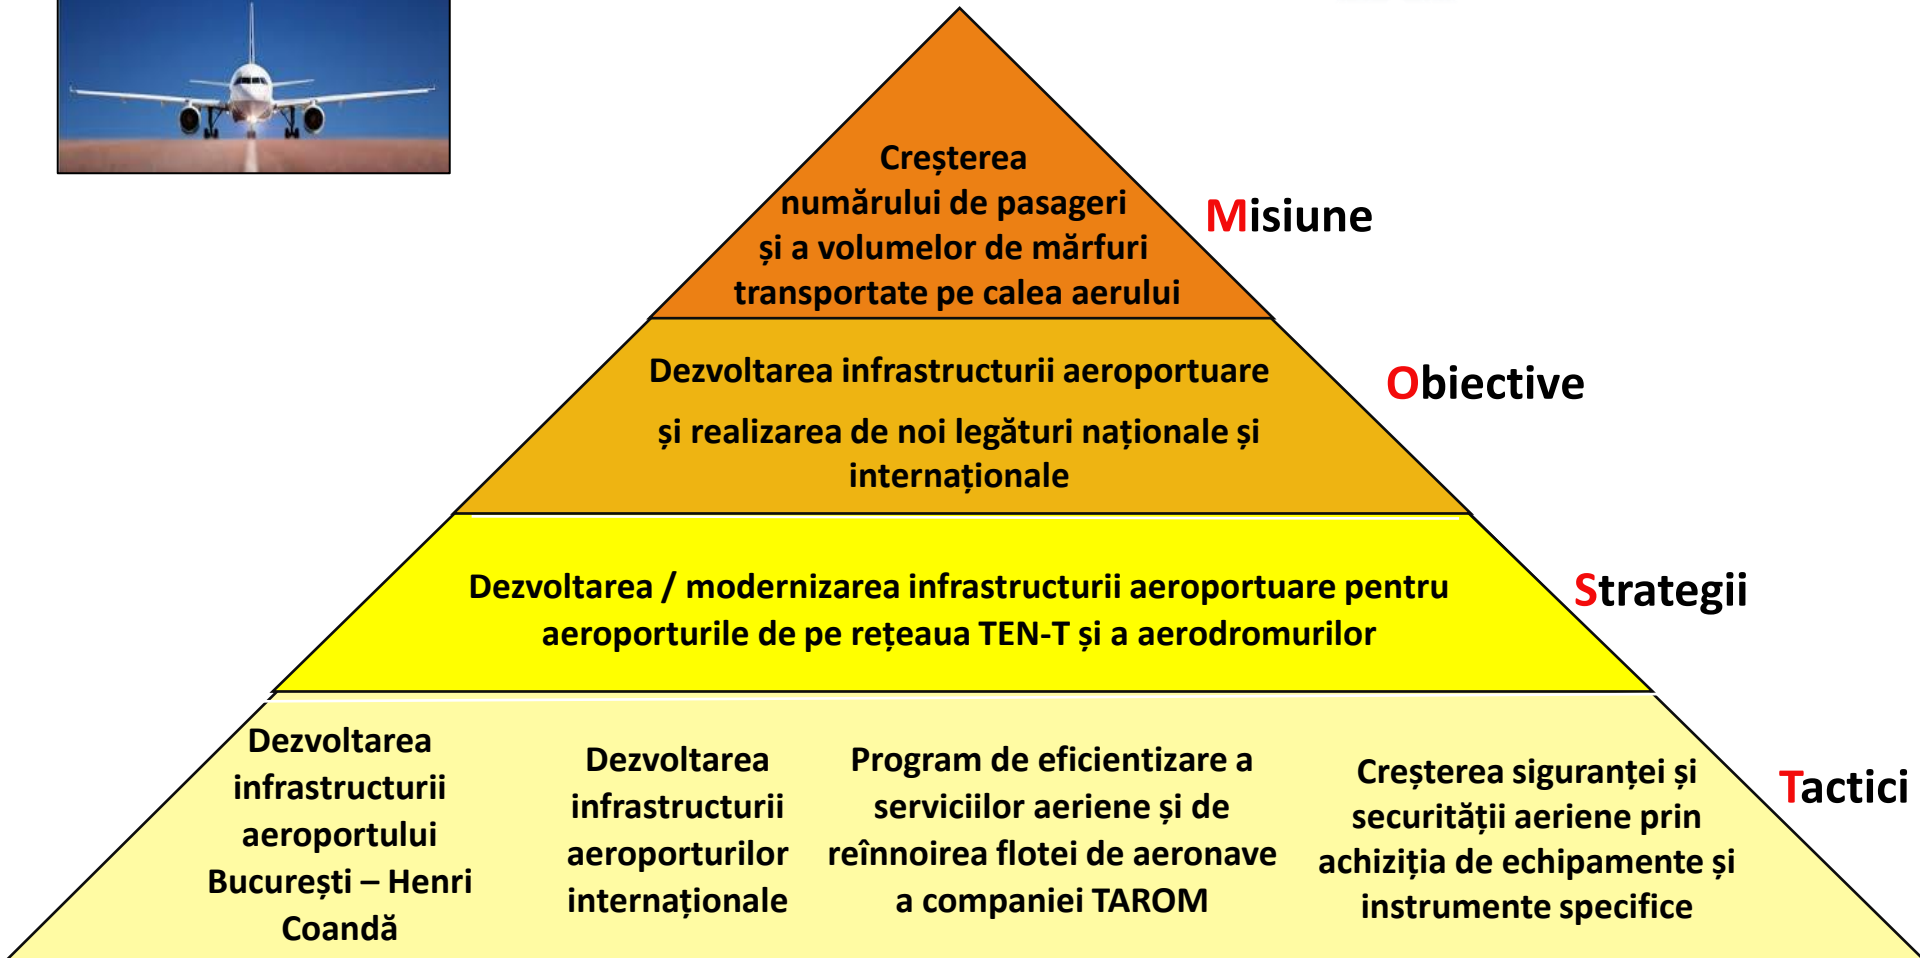 Creșterea
numărului de pasageri
și a volumelor de mărfuri
transportate pe calea aerului
Misiune
Dezvoltarea infrastructurii aeroportuare
și realizarea de noi legături naționale și
internaționale
Obiective
Dezvoltarea / modernizarea infrastructurii aeroportuare pentru
aeroporturile de pe rețeaua TEN-T și a aerodromurilor
Strategii
Dezvoltarea
infrastructurii
aeroportului
București – Henri
Coandă
Dezvoltarea
infrastructurii
aeroporturilor
internaționale
Program de eficientizare a
serviciilor aeriene și de
reînnoirea flotei de aeronave
a companiei TAROM
Creșterea siguranței și
securității aeriene prin
achiziția de echipamente și
instrumente specifice
Tactici